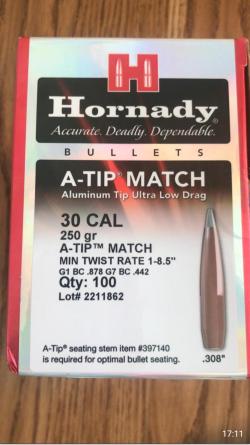 H
Hornady®
Accurate. Deadly. Dependable.
BULLETS
A-TIP® MATCH
Aluminum Tip Ultra Low Drag
30 CAL
250 gr
A-TIP™ MATCH
MIN TWIST RATE 1-8.5"
G1 BC .878 G7 BC .442
Qty: 100
Lot# 2211862
A-Tip® seating stem item #397140
is required for optimal bullet seating.
.308"
17:11